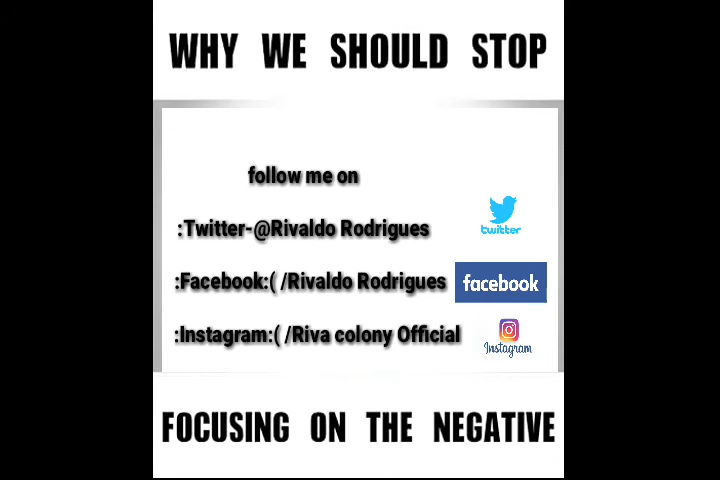 WHY WE SHOULD STOP
follow me on
:Twitter-@Rivaldo Rodrigues
twitter
:Facebook:( /Rivaldo Rodrigues
facebook
:Instagram:( /Riva colony Official
Instagram
FOCUSING ON THE NEGATIVE